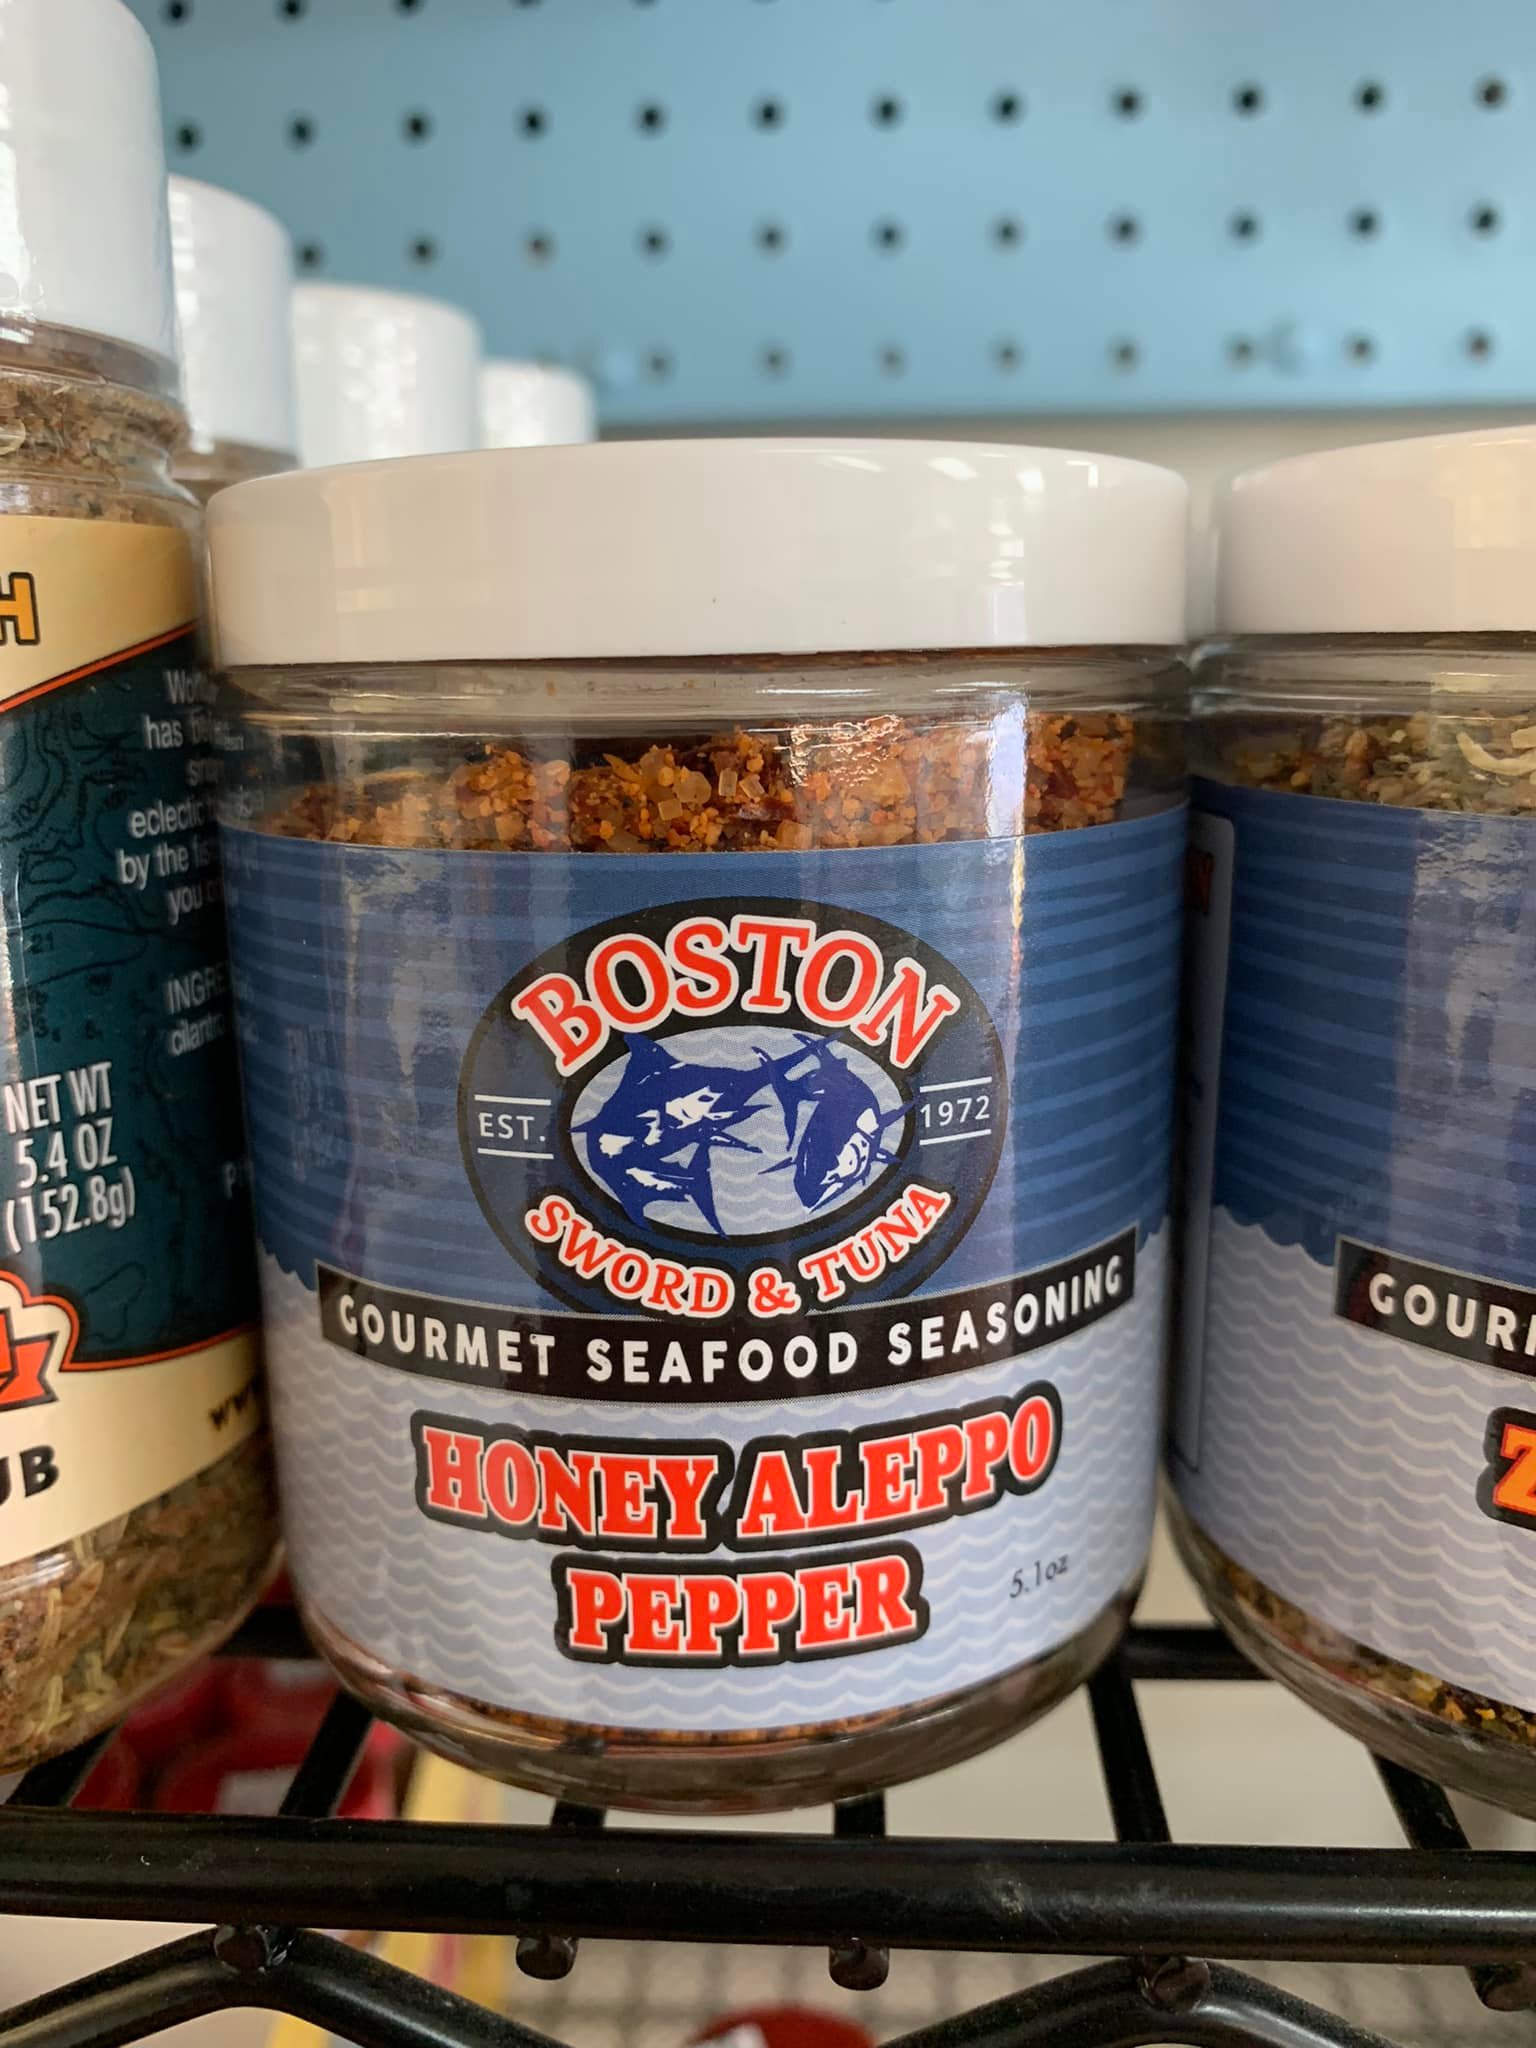 H
has
eclectic
by the
you
NET WT
5.4 OZ
(152.8g)
UB
BOSTON
EST. 1972
SWORD & TUNA
GOURMET SEAFOOD SEASONING
HONEY ALEPPO
PEPPER
5.1oz
GOUR
Z